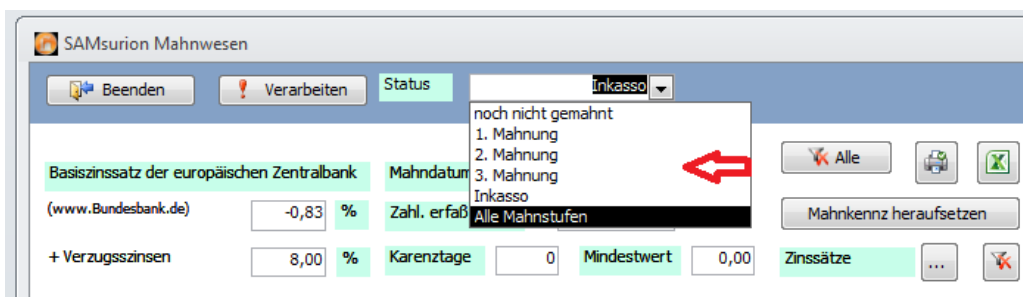 SAMsurion Mahnwesen
Beenden
Verarbeiten
Status
Inkasso
noch nicht gemahnt
1. Mahnung
2. Mahnung
3. Mahnung
Inkasso
Alle Mahnstufen
Alle
Basiszinssatz der europäischen Zentralbank
Mahndatum
(www.Bundesbank.de)
-0,83 %
Zahl. erfaß
Mahnkennz heraufsetzen
+ Verzugsszinsen
8,00 %
Karenztage
0
Mindestwert
0,00
Zinssätze
...